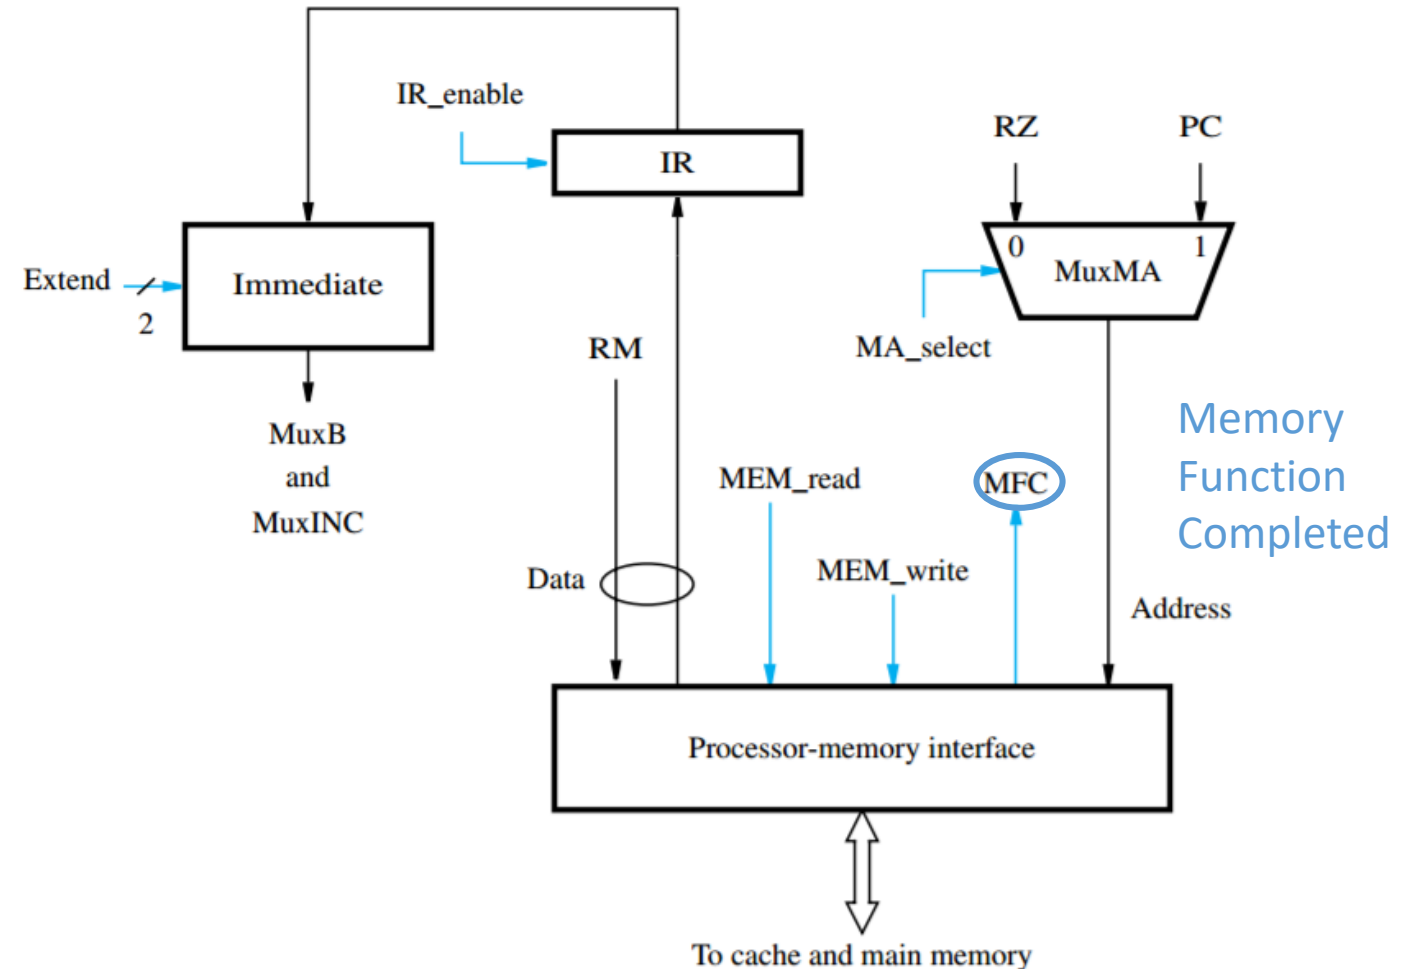 IR_enable
IR
RZ
PC
0
1
MuxMA
Extend
2
Immediate
MA_select
RM
MuxB
and
MuxINC
Memory
Function
Completed
MEM_read
MFC
Data
MEM_write
Address
Processor-memory interface
To cache and main memory